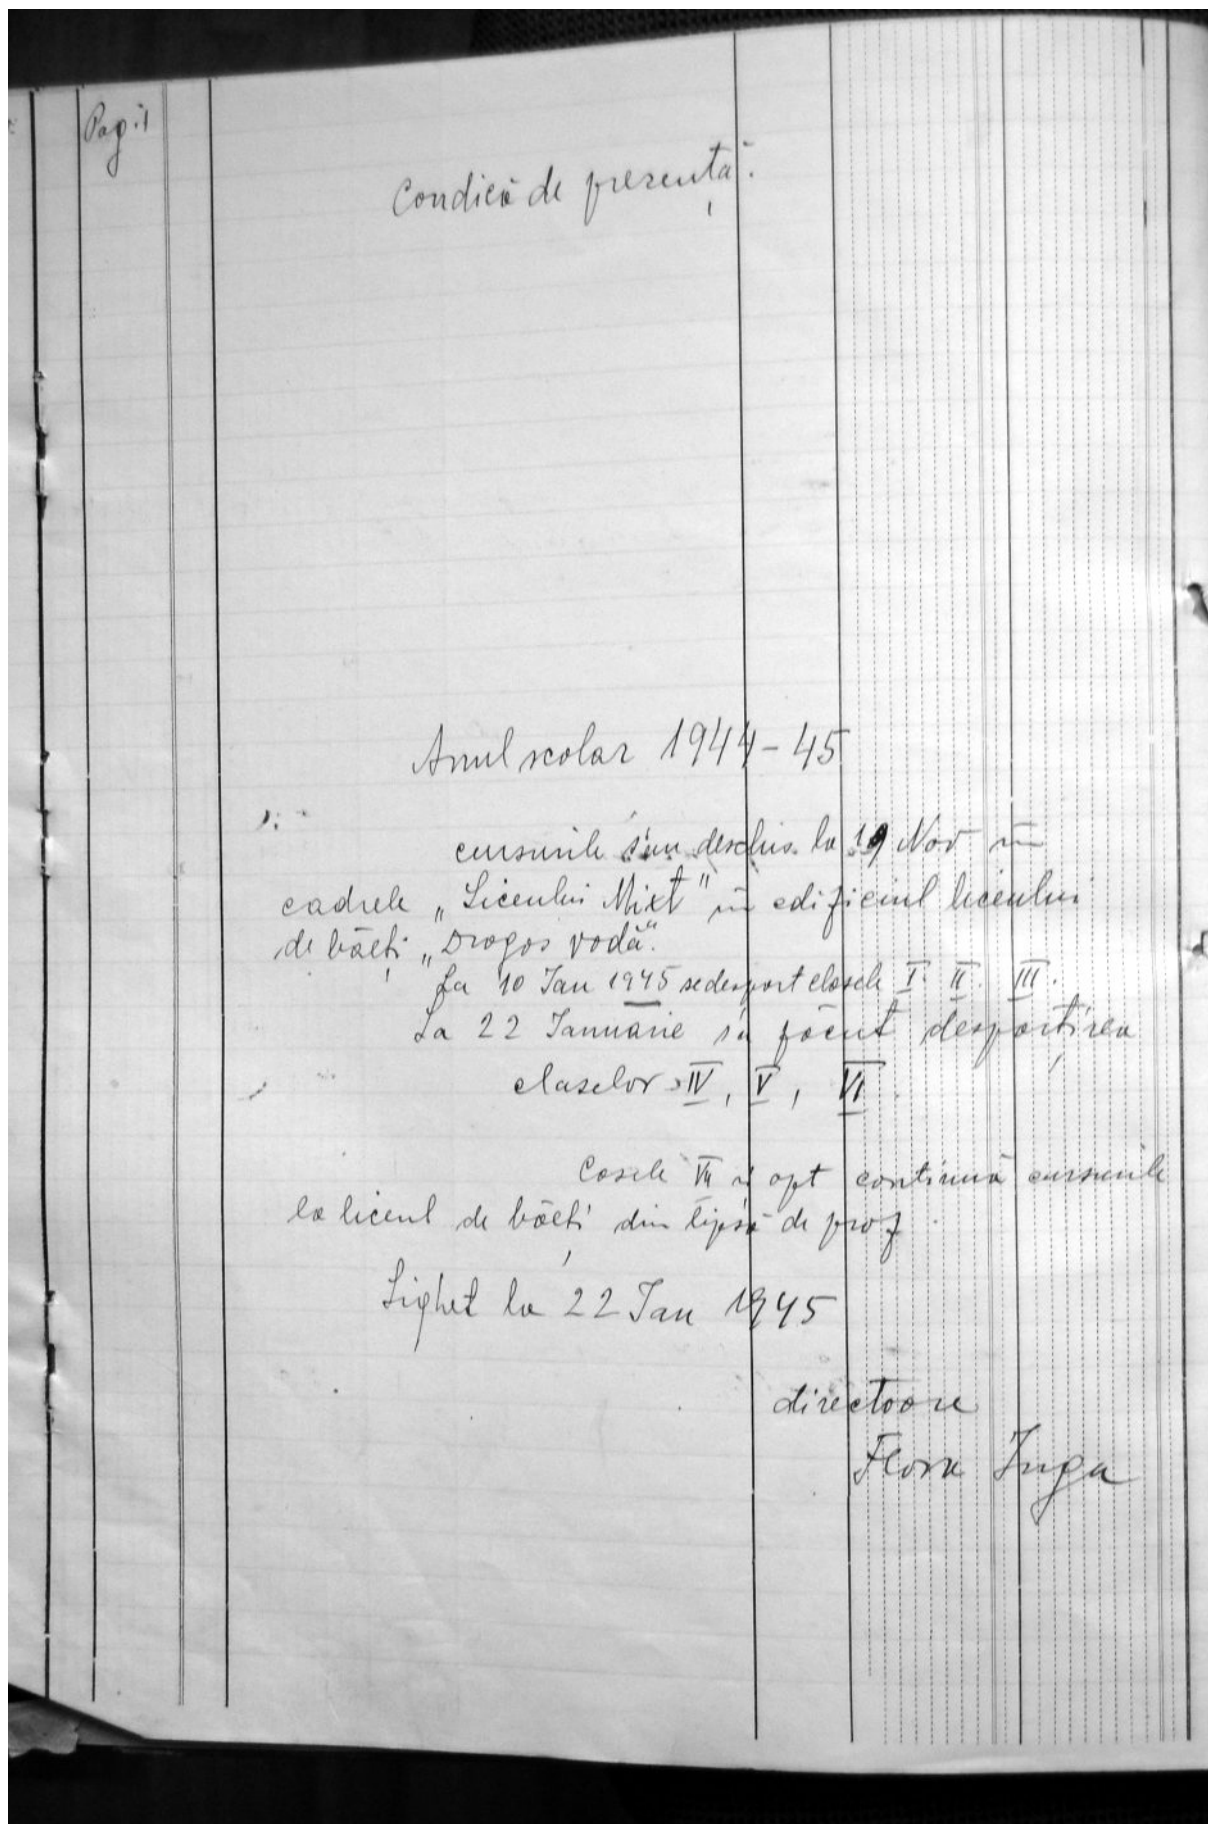 Pag. 1
Condică de prezență.
Anul scolar 1944-45
cursurile s'au deschis la 19 Nov în
cadrele „Liceului Mixt" în edificiul liceului
de băeți „Dragos Vodă".
La 10 Ian 1945 se despart clasele I. II. III.
La 22 Ianuarie s'a făcut despărțirea
claselor IV, V, VI
Casele VII și opt continuă cursurile
la liceul de băeți din lipsă de prof
Sighet la 22 Ian 1945
directoare
Flora Iuga